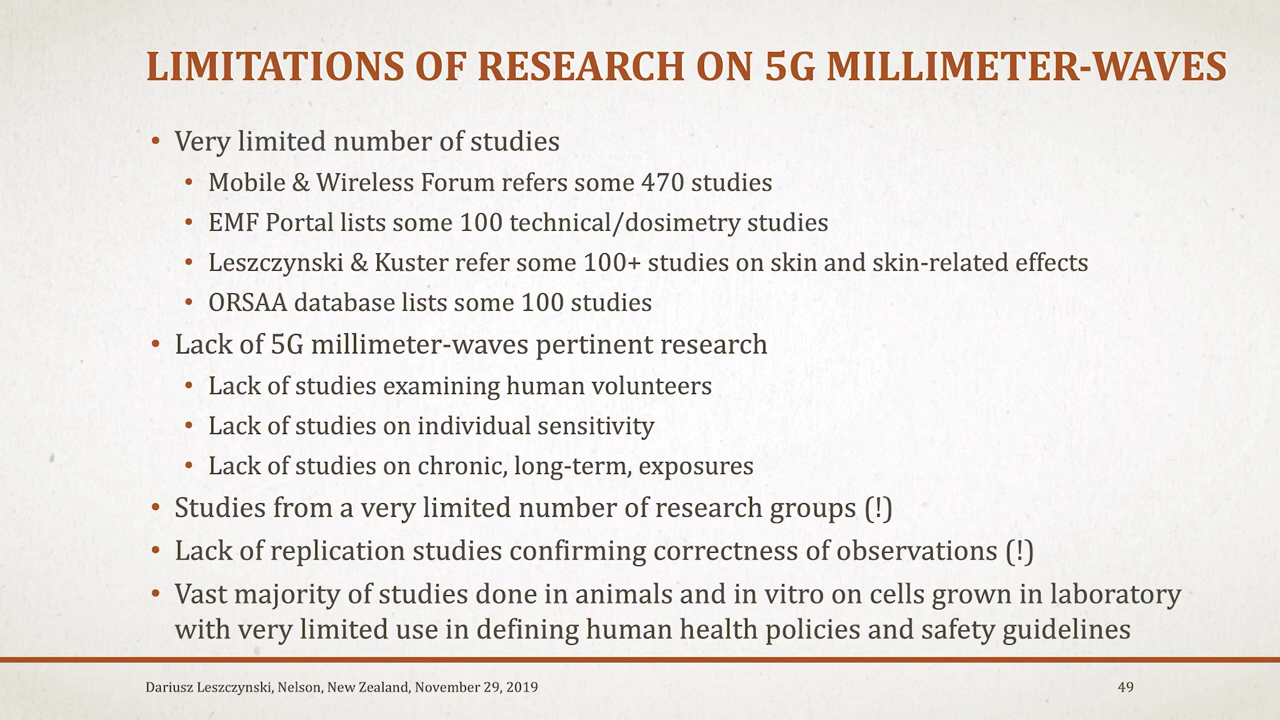 LIMITATIONS OF RESEARCH ON 5G MILLIMETER-WAVES
• Very limited number of studies
• Mobile & Wireless Forum refers some 470 studies
• EMF Portal lists some 100 technical/dosimetry studies
• Leszczynski & Kuster refer some 100+ studies on skin and skin-related effects
• ORSAA database lists some 100 studies
• Lack of 5G millimeter-waves pertinent research
• Lack of studies examining human volunteers
• Lack of studies on individual sensitivity
• Lack of studies on chronic, long-term, exposures
• Studies from a very limited number of research groups (!)
• Lack of replication studies confirming correctness of observations (!)
• Vast majority of studies done in animals and in vitro on cells grown in laboratory
with very limited use in defining human health policies and safety guidelines
Dariusz Leszczynski, Nelson, New Zealand, November 29, 2019
49